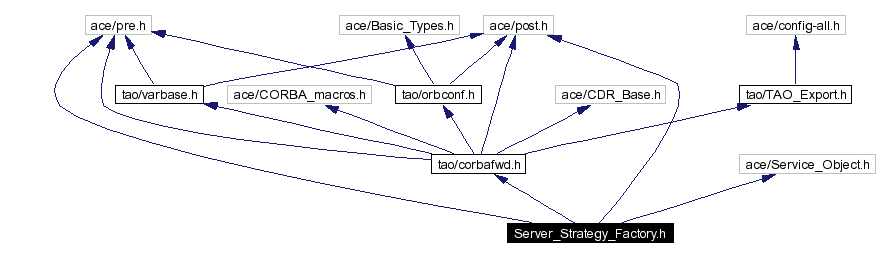 ace/pre.h
ace/Basic_Types.h
ace/post.h
ace/config-all.h
tao/varbase.h
ace/CORBA_macros.h
tao/orbconf.h
ace/CDR_Base.h
tao/TAO_Export.h
tao/corbafwd.h
ace/Service_Object.h
Server_Strategy_Factory.h